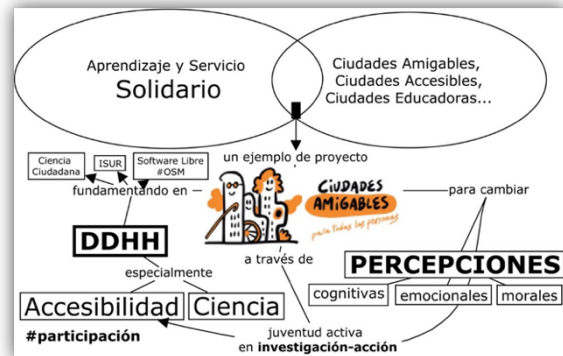 Aprendizaje y Servicio
Solidario
Ciudades Amigables,
Ciudades Accesibles,
Ciudades Educadoras...
un ejemplo de proyecto
Ciencia
Ciudadana
ISUR
Software Libre
#OSM
fundamentando en
CiUDADES
AMiGABLES
para todas las personas
para cambiar
DDHH
a través de
especialmente
PERCEPCIONES
cognitivas
emocionales
morales
Accesibilidad
Ciencia
#participación
juventud activa
en investigación-acción